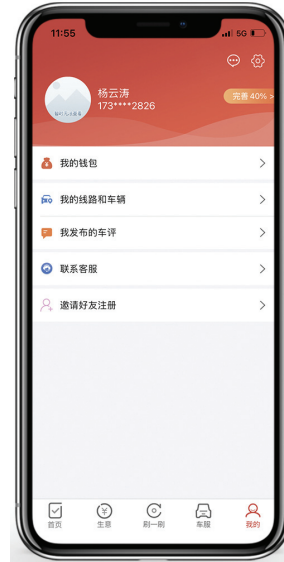 11:55
5G
杨云涛
173****2826
完善40% >
我的钱包
我的线路和车辆
我发布的车评
联系客服
邀请好友注册
首页
生意
刷一刷
车服
我的